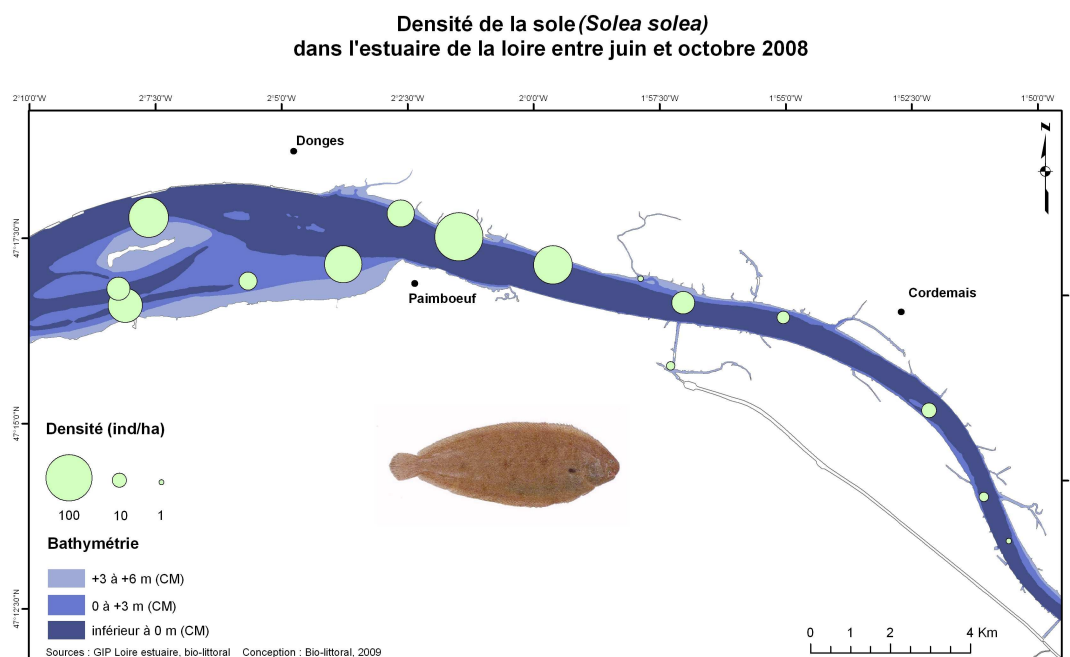 Densité de la sole (Solea solea)
dans l'estuaire de la loire entre juin et octobre 2008
2°10'0"W 2°7'30"W 2°5'0"W 2°2'30"W 2°0'0"W 1°57'30"W 1°55'0"W 1°52'30"W 1°50'0"W
N
Donges
47°17'30"N
Paimboeuf
Cordemais
Densité (ind/ha)
100 10 1
Bathymétrie
+3 à +6 m (CM)
0 à +3 m (CM)
inférieur à 0 m (CM)
47°12'30"N
0 1 2 4 Km
Sources : GIP Loire estuaire, bio-littoral Conception : Bio-littoral, 2009